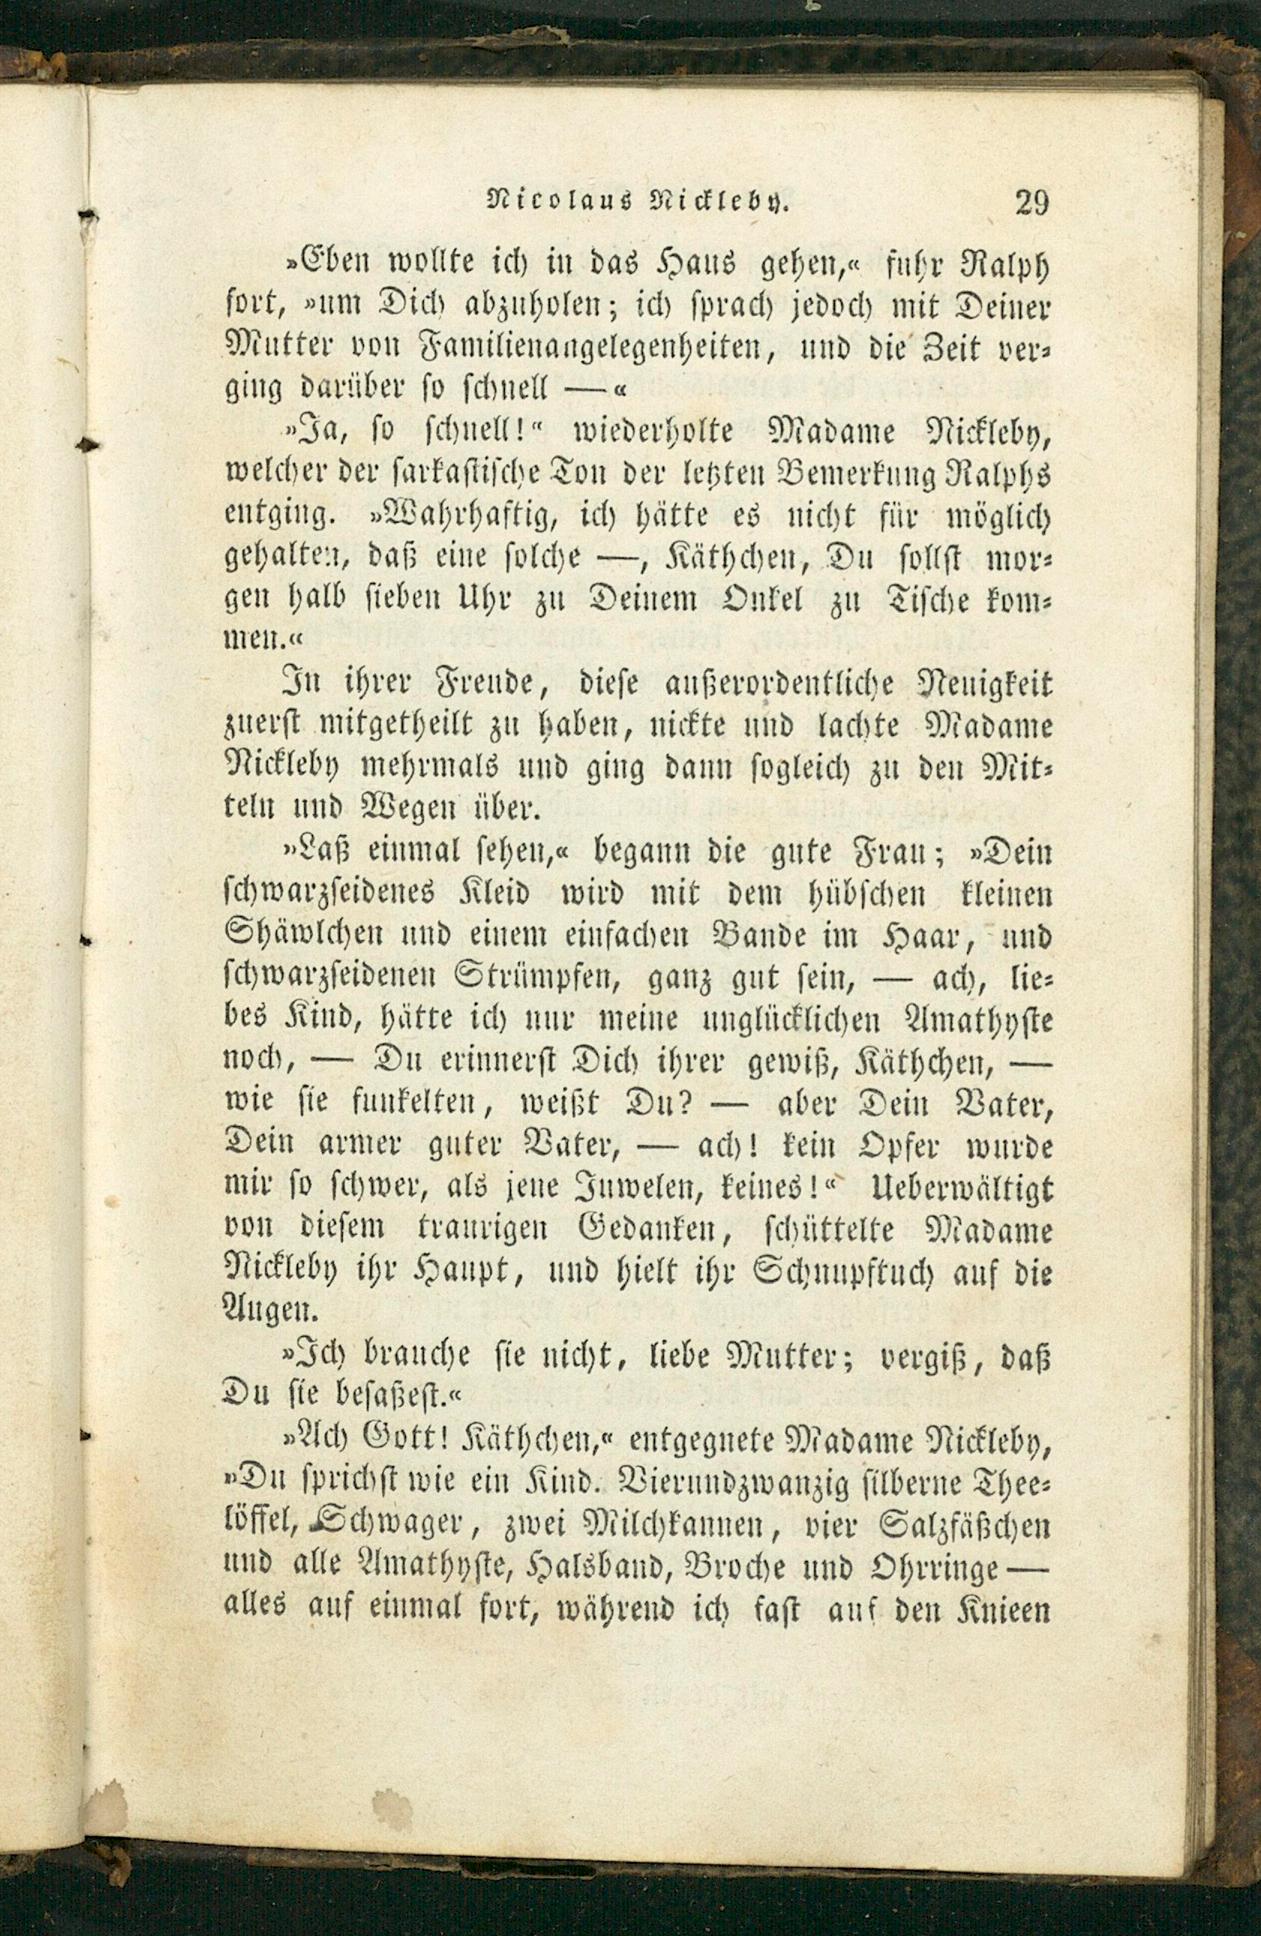 Nicolaus Nickleby. 29
»Eben wollte ich in das Haus gehen,« fuhr Ralph
fort, »um Dich abzuholen; ich sprach jedoch mit Deiner
Mutter von Familienangelegenheiten, und die Zeit ver-
ging darüber so schnell —«
»Ja, so schnell!« wiederholte Madame Nickleby,
welcher der sarkastische Ton der letzten Bemerkung Ralphs
entging. »Wahrhaftig, ich hätte es nicht für möglich
gehalten, daß eine solche —, Käthchen, Du sollst mor-
gen halb sieben Uhr zu Deinem Onkel zu Tische kom-
men.«
In ihrer Freude, diese außerordentliche Neuigkeit
zuerst mitgetheilt zu haben, nickte und lachte Madame
Nickleby mehrmals und ging dann sogleich zu den Mit-
teln und Wegen über.
»Laß einmal sehen,« begann die gute Frau; »Dein
schwarzseidenes Kleid wird mit dem hübschen kleinen
Shäwlchen und einem einfachen Bande im Haar, und
schwarzseidenen Strümpfen, ganz gut sein, — ach, lie-
bes Kind, hätte ich nur meine unglücklichen Amathyste
noch, — Du erinnerst Dich ihrer gewiß, Käthchen, —
wie sie funkelten, weißt Du? — aber Dein Vater,
Dein armer guter Vater, — ach! kein Opfer wurde
mir so schwer, als jene Juwelen, keines!« Ueberwältigt
von diesem traurigen Gedanken, schüttelte Madame
Nickleby ihr Haupt, und hielt ihr Schnupftuch auf die
Augen.
»Ich brauche sie nicht, liebe Mutter; vergiß, daß
Du sie besaßest.«
»Ach Gott! Käthchen,« entgegnete Madame Nickleby,
»Du sprichst wie ein Kind. Vierundzwanzig silberne Thee-
löffel, Schwager, zwei Milchkannen, vier Salzfäßchen
und alle Amathyste, Halsband, Broche und Ohrringe —
alles auf einmal fort, während ich fast auf den Knieen